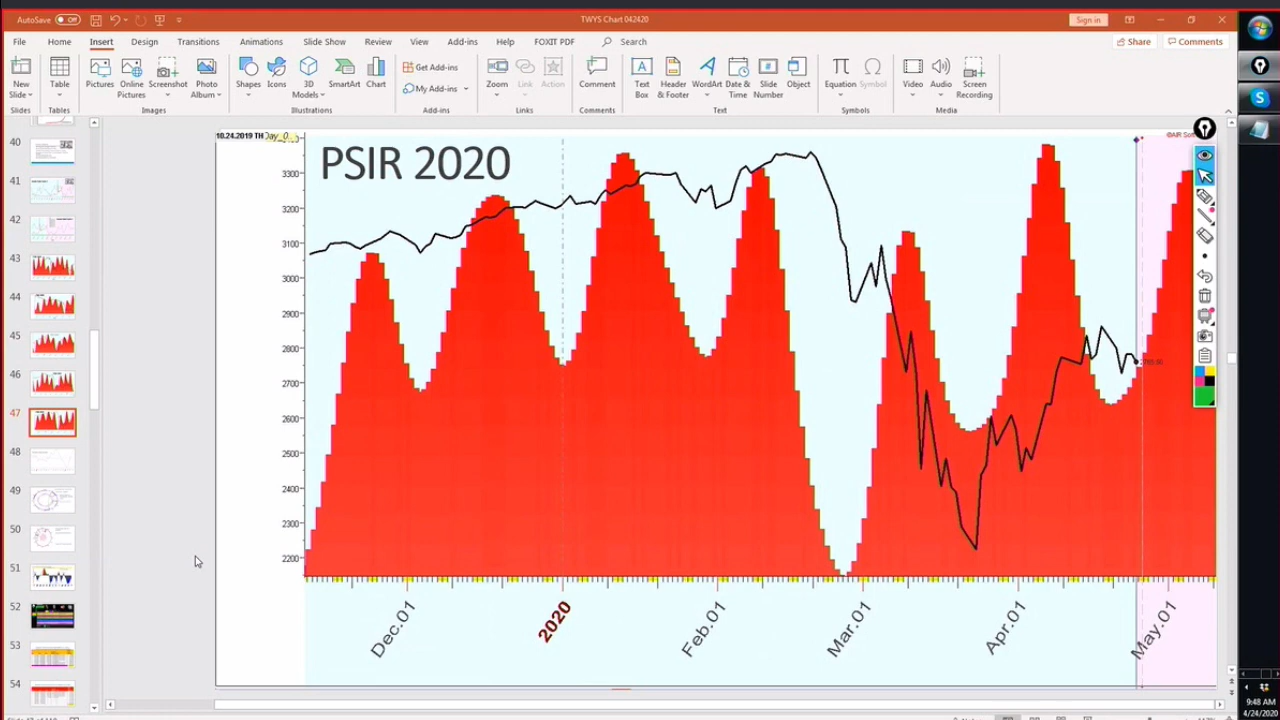 AutoSave Off TWYS Chart 042420 Sign in
File Home Insert Design Transitions Animations Slide Show Review View Add-ins Help FOXIT PDF Search Share Comments
New Slide Table Pictures Online Pictures Screenshot Photo Album Shapes Icons 3D Models SmartArt Chart Get Add-ins My Add-ins Zoom Link Action Comment Text Box Header & Footer WordArt Date & Time Slide Number Object Equation Symbol Video Audio Screen Recording
Slides Tables Images Illustrations Add-ins Links Comments Text Symbols Media
40
41
42
43
44
45
46
47
48
49
50
51
52
53
54
10.24.2019 TH
PSIR 2020
3300
3200
3100
3000
2900
2800
2700
2600
2500
2400
2300
2200
Dec.01
2020
Feb.01
Mar.01
Apr.01
May.01
9:48 AM
4/24/2020